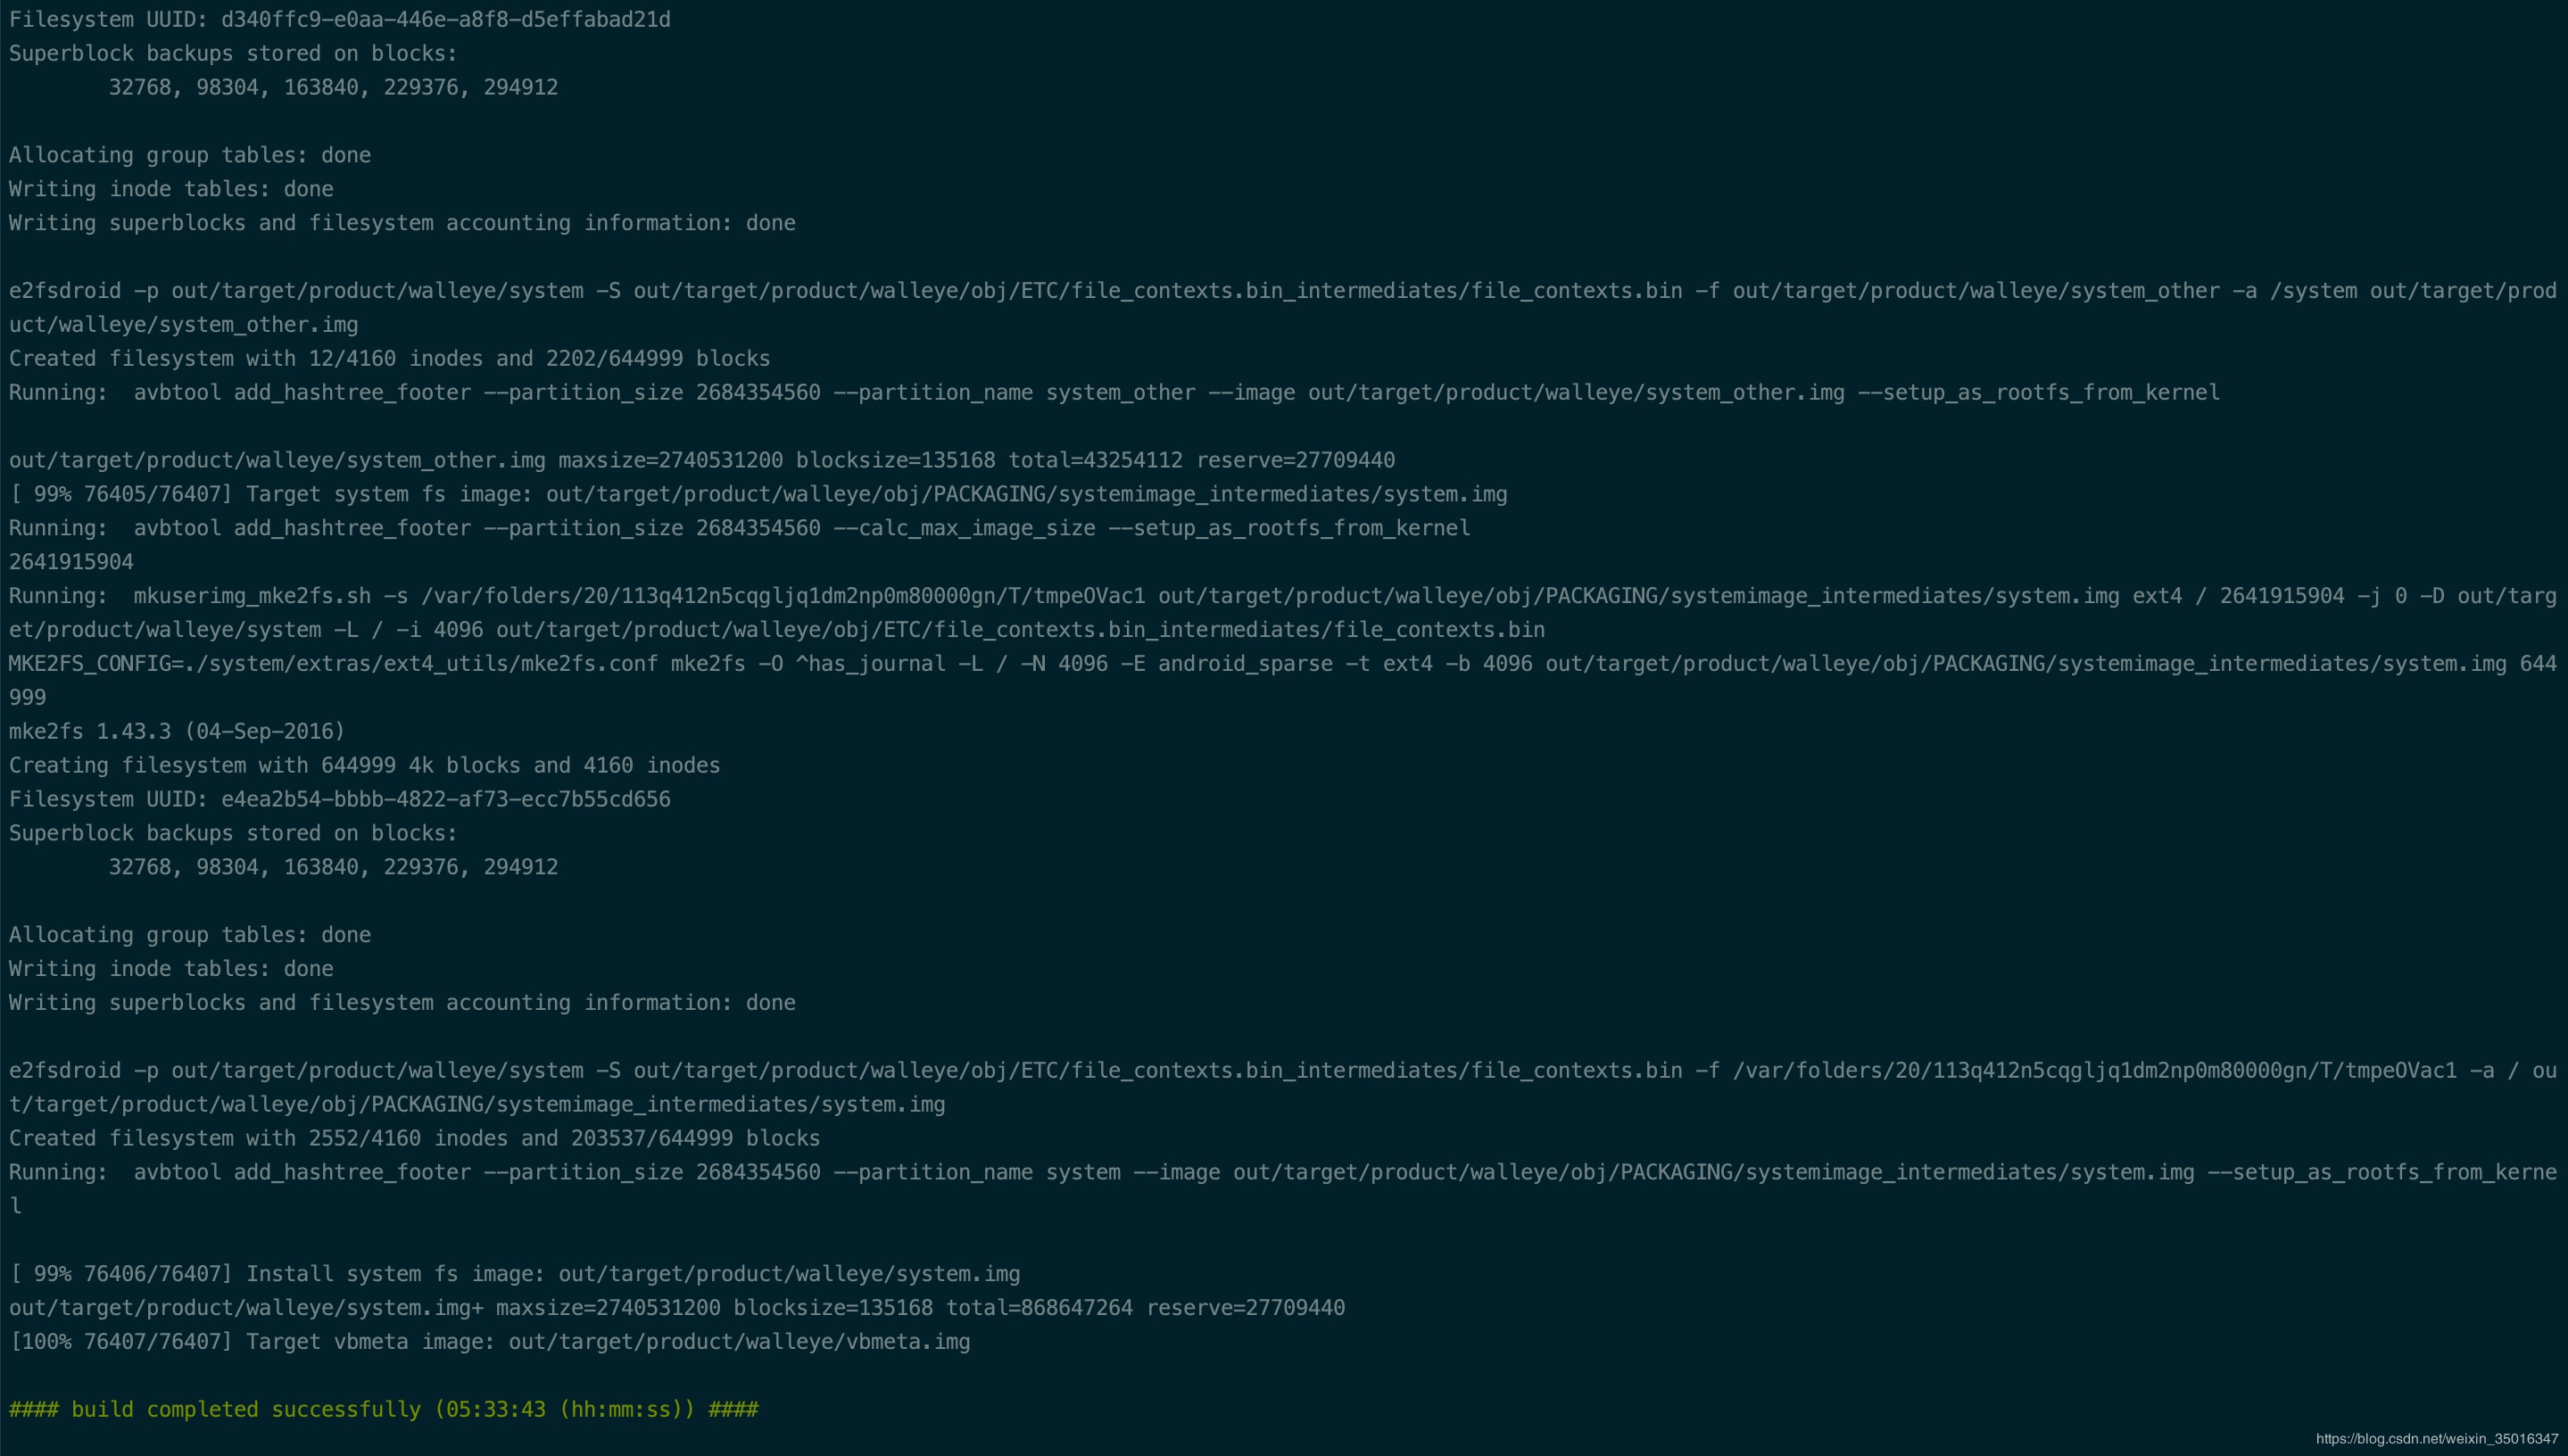 Filesystem UUID: d340ffc9-e0aa-446e-a8f8-d5effabad21d
Superblock backups stored on blocks:
        32768, 98304, 163840, 229376, 294912
Allocating group tables: done
Writing inode tables: done
Writing superblocks and filesystem accounting information: done
e2fsdroid -p out/target/product/walleye/system -S out/target/product/walleye/obj/ETC/file_contexts.bin_intermediates/file_contexts.bin -f out/target/product/walleye/system_other -a /system out/target/prod
uct/walleye/system_other.img
Created filesystem with 12/4160 inodes and 2202/644999 blocks
Running:  avbtool add_hashtree_footer --partition_size 2684354560 --partition_name system_other --image out/target/product/walleye/system_other.img --setup_as_rootfs_from_kernel
out/target/product/walleye/system_other.img maxsize=2740531200 blocksize=135168 total=43254112 reserve=27709440
[ 99% 76405/76407] Target system fs image: out/target/product/walleye/obj/PACKAGING/systemimage_intermediates/system.img
Running:  avbtool add_hashtree_footer --partition_size 2684354560 --calc_max_image_size --setup_as_rootfs_from_kernel
2641915904
Running:  mkuserimg_mke2fs.sh -s /var/folders/20/113q412n5cqgljq1dm2np0m80000gn/T/tmpeOVac1 out/target/product/walleye/obj/PACKAGING/systemimage_intermediates/system.img ext4 / 2641915904 -j 0 -D out/targ
et/product/walleye/system -L / -i 4096 out/target/product/walleye/obj/ETC/file_contexts.bin_intermediates/file_contexts.bin
MKE2FS_CONFIG=./system/extras/ext4_utils/mke2fs.conf mke2fs -O ^has_journal -L / -N 4096 -E android_sparse -t ext4 -b 4096 out/target/product/walleye/obj/PACKAGING/systemimage_intermediates/system.img 644
999
mke2fs 1.43.3 (04-Sep-2016)
Creating filesystem with 644999 4k blocks and 4160 inodes
Filesystem UUID: e4ea2b54-bbbb-4822-af73-ecc7b55cd656
Superblock backups stored on blocks:
        32768, 98304, 163840, 229376, 294912
Allocating group tables: done
Writing inode tables: done
Writing superblocks and filesystem accounting information: done
e2fsdroid -p out/target/product/walleye/system -S out/target/product/walleye/obj/ETC/file_contexts.bin_intermediates/file_contexts.bin -f /var/folders/20/113q412n5cqgljq1dm2np0m80000gn/T/tmpeOVac1 -a / ou
t/target/product/walleye/obj/PACKAGING/systemimage_intermediates/system.img
Created filesystem with 2552/4160 inodes and 203537/644999 blocks
Running:  avbtool add_hashtree_footer --partition_size 2684354560 --partition_name system --image out/target/product/walleye/obj/PACKAGING/systemimage_intermediates/system.img --setup_as_rootfs_from_kerne
l
[ 99% 76406/76407] Install system fs image: out/target/product/walleye/system.img
out/target/product/walleye/system.img+ maxsize=2740531200 blocksize=135168 total=868647264 reserve=27709440
[100% 76407/76407] Target vbmeta image: out/target/product/walleye/vbmeta.img
#### build completed successfully (05:33:43 (hh:mm:ss)) ####
https://blog.csdn.net/weixin_35016347